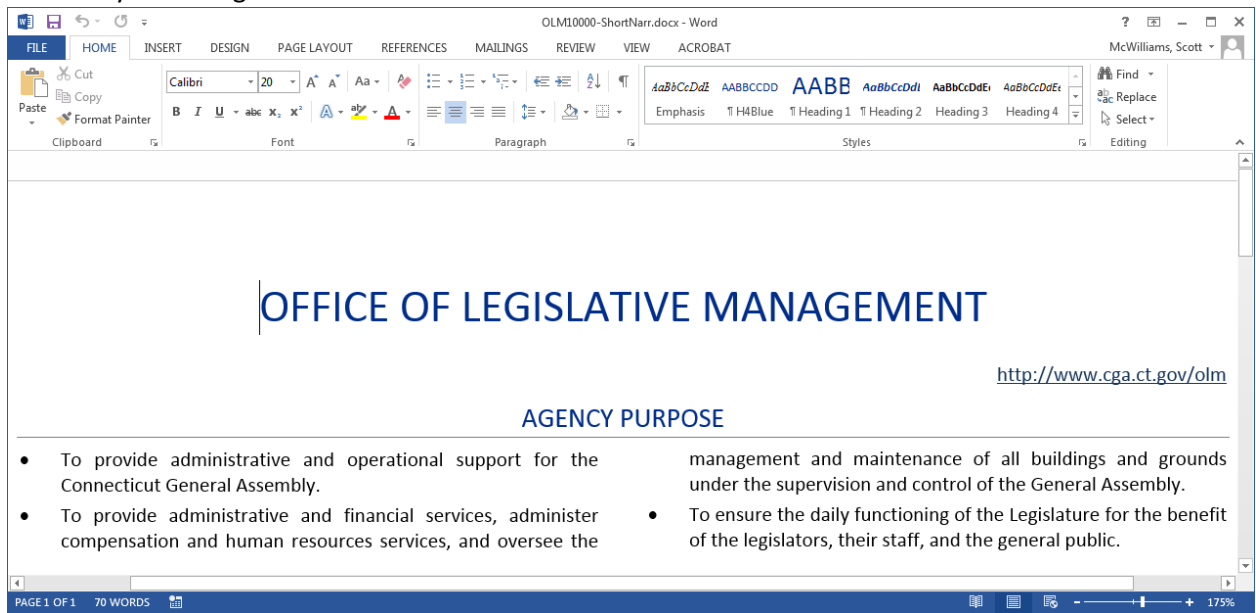 OLM10000-ShortNarr.docx - Word
FILE HOME INSERT DESIGN PAGE LAYOUT REFERENCES MAILINGS REVIEW VIEW ACROBAT McWilliams, Scott
Paste
Cut
Copy
Format Painter
Clipboard
Calibri 20
Font
Paragraph
AaBbCcDdE AABBCCDD AABB AaBbCcDdI AaBbCcDdEı AaBbCcDdEe
Emphasis ¶ H4Blue ¶ Heading 1 ¶ Heading 2 Heading 3 Heading 4
Styles
Find
Replace
Select
Editing
OFFICE OF LEGISLATIVE MANAGEMENT
http://www.cga.ct.gov/olm
AGENCY PURPOSE
• To provide administrative and operational support for the
Connecticut General Assembly.
• To provide administrative and financial services, administer
compensation and human resources services, and oversee the
management and maintenance of all buildings and grounds
under the supervision and control of the General Assembly.
• To ensure the daily functioning of the Legislature for the benefit
of the legislators, their staff, and the general public.
PAGE 1 OF 1 70 WORDS 175%